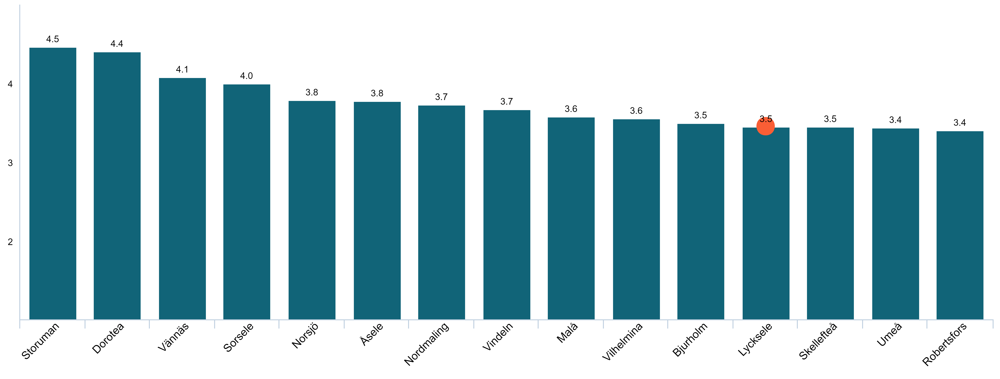 4.5
4.4
4.1
4.0
3.8
3.8
3.7
3.7
3.6
3.6
3.5
3.5
3.5
3.4
3.4
4
3
2
Storuman
Dorotea
Vännäs
Sorsele
Norsjö
Åsele
Nordmaling
Vindeln
Malå
Vilhelmina
Bjurholm
Lycksele
Skellefteå
Umeå
Robertsfors